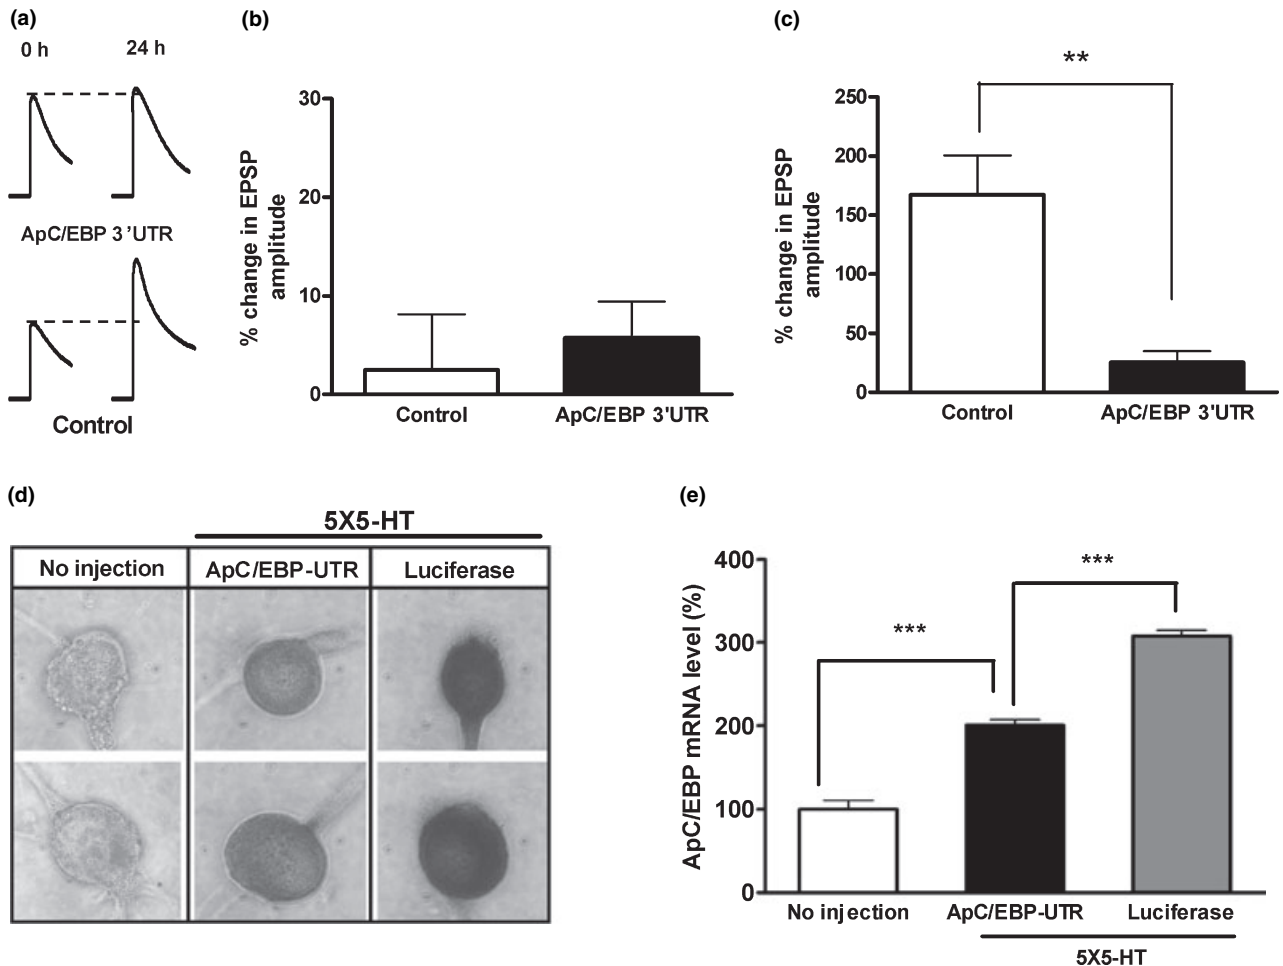 (a)
0 h
24 h
ApC/EBP 3’UTR
Control
(b)
% change in EPSP
amplitude
30
20
10
0
Control
ApC/EBP 3'UTR
(c)
% change in EPSP
amplitude
250
200
150
100
50
0
**
Control
ApC/EBP 3'UTR
(d)
5X5-HT
No injection
ApC/EBP-UTR
Luciferase
(e)
ApC/EBP mRNA level (%)
400
300
200
100
0
***
***
No injection
ApC/EBP-UTR
Luciferase
5X5-HT